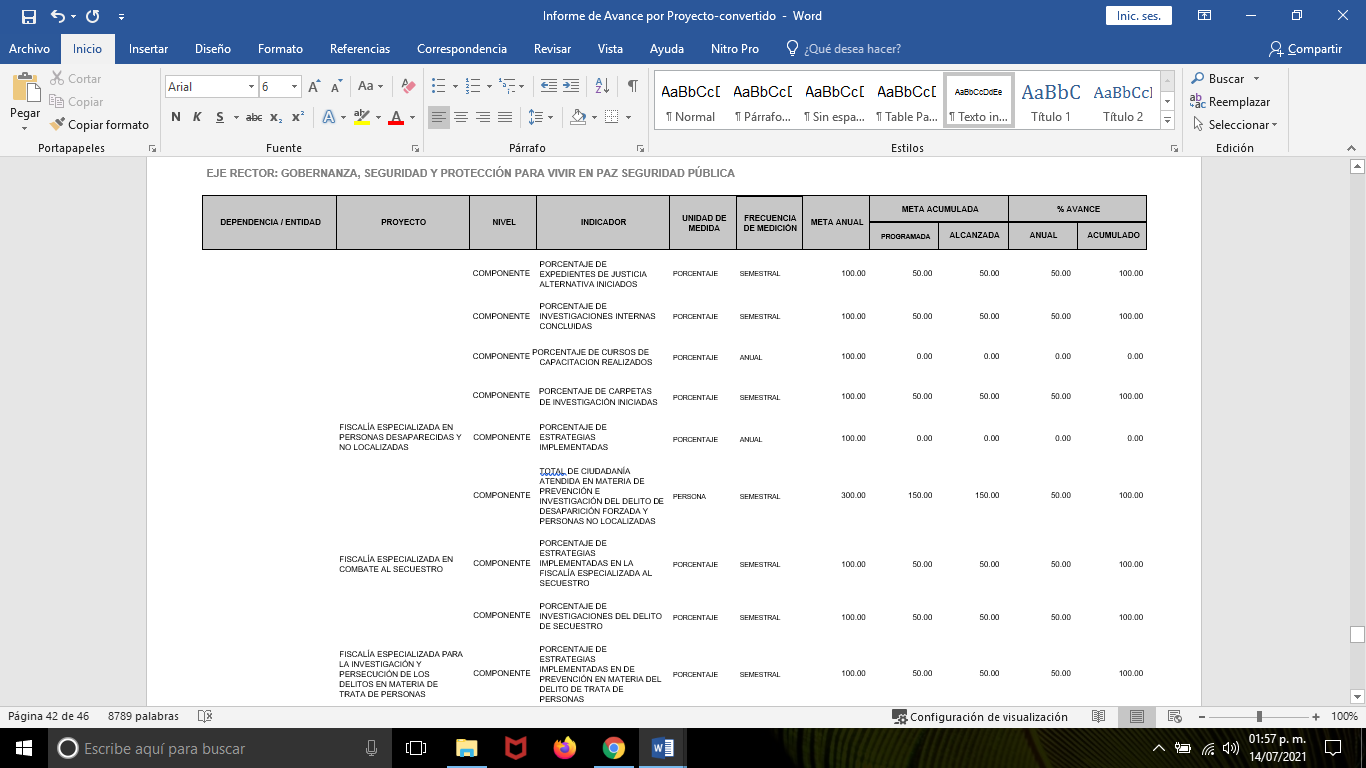 Informe de Avance por Proyecto-convertido - Word
Inic. ses.
Archivo Inicio Insertar Diseño Formato Referencias Correspondencia Revisar Vista Ayuda Nitro Pro ¿Qué desea hacer? Compartir
Pegar
Cortar
Copiar
Copiar formato
Portapapeles
Arial 6
Aa
N K S abc x₂ x²
Fuente
Párrafo
AaBbCcI AaBbCcI AaBbCcI AaBbCcI AaBbCcDdEe AaBbC AaBbCcI
¶ Normal ¶ Párrafo... ¶ Sin espa... ¶ Table Pa... ¶ Texto in... Título 1 Título 2
Estilos
Buscar
Reemplazar
Seleccionar
Edición
EJE RECTOR: GOBERNANZA, SEGURIDAD Y PROTECCIÓN PARA VIVIR EN PAZ SEGURIDAD PÚBLICA
DEPENDENCIA / ENTIDAD
PROYECTO
NIVEL
INDICADOR
UNIDAD DE
MEDIDA
FRECUENCIA
DE MEDICIÓN
META ANUAL
META ACUMULADA
PROGRAMADA
ALCANZADA
% AVANCE
ANUAL
ACUMULADO
COMPONENTE
PORCENTAJE DE
EXPEDIENTES DE JUSTICIA
ALTERNATIVA INICIADOS
PORCENTAJE SEMESTRAL 100.00 50.00 50.00 50.00 100.00
COMPONENTE
PORCENTAJE DE
INVESTIGACIONES INTERNAS
CONCLUIDAS
PORCENTAJE SEMESTRAL 100.00 50.00 50.00 50.00 100.00
COMPONENTE
PORCENTAJE DE CURSOS DE
CAPACITACION REALIZADOS
PORCENTAJE ANUAL 100.00 0.00 0.00 0.00 0.00
COMPONENTE
PORCENTAJE DE CARPETAS
DE INVESTIGACIÓN INICIADAS
PORCENTAJE SEMESTRAL 100.00 50.00 50.00 50.00 100.00
FISCALÍA ESPECIALIZADA EN
PERSONAS DESAPARECIDAS Y
NO LOCALIZADAS
COMPONENTE
PORCENTAJE DE
ESTRATEGIAS
IMPLEMENTADAS
PORCENTAJE ANUAL 100.00 0.00 0.00 0.00 0.00
COMPONENTE
TOTAL DE CIUDADANÍA
ATENDIDA EN MATERIA DE
PREVENCIÓN E
INVESTIGACIÓN DEL DELITO DE
DESAPARICIÓN FORZADA Y
PERSONAS NO LOCALIZADAS
PERSONA SEMESTRAL 300.00 150.00 150.00 50.00 100.00
FISCALÍA ESPECIALIZADA EN
COMBATE AL SECUESTRO
COMPONENTE
PORCENTAJE DE
ESTRATEGIAS
IMPLEMENTADAS EN LA
FISCALÍA ESPECIALIZADA AL
SECUESTRO
PORCENTAJE SEMESTRAL 100.00 50.00 50.00 50.00 100.00
COMPONENTE
PORCENTAJE DE
INVESTIGACIONES DEL DELITO
DE SECUESTRO
PORCENTAJE SEMESTRAL 100.00 50.00 50.00 50.00 100.00
FISCALÍA ESPECIALIZADA PARA
LA INVESTIGACIÓN Y
PERSECUCIÓN DE LOS
DELITOS EN MATERIA DE
TRATA DE PERSONAS
COMPONENTE
PORCENTAJE DE
ESTRATEGIAS
IMPLEMENTADAS EN DE
PREVENCIÓN EN MATERIA DEL
DELITO DE TRATA DE
PERSONAS
PORCENTAJE SEMESTRAL 100.00 50.00 50.00 50.00 100.00
Página 42 de 46 8789 palabras Configuración de visualización 100%
Escribe aquí para buscar
01:57 p. m.
14/07/2021